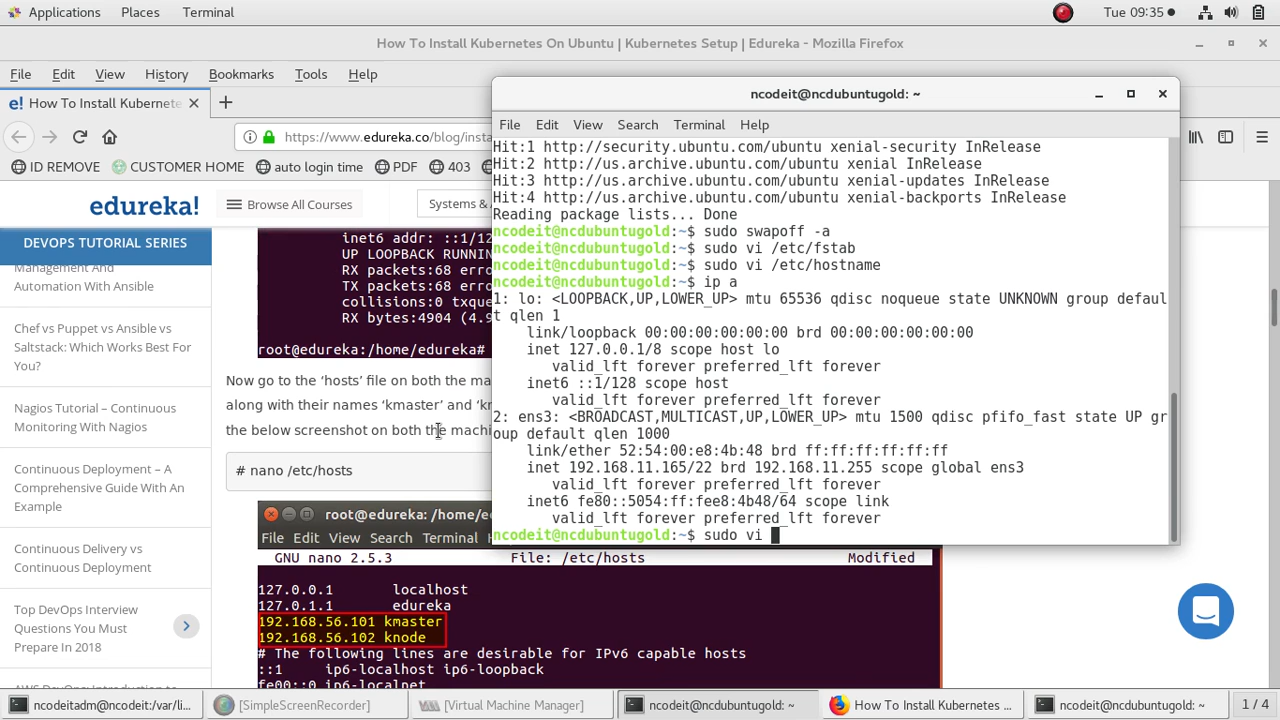 Applications Places Terminal Tue 09:35
How To Install Kubernetes On Ubuntu | Kubernetes Setup | Edureka - Mozilla Firefox
File Edit View History Bookmarks Tools Help
e! How To Install Kubernete
https://www.edureka.co/blog/insta
ID REMOVE CUSTOMER HOME auto login time PDF 403
edureka! Browse All Courses Systems &
DEVOPS TUTORIAL SERIES
Management And
Automation With Ansible
Chef vs Puppet vs Ansible vs
Saltstack: Which Works Best For
You?
Nagios Tutorial – Continuous
Monitoring With Nagios
Continuous Deployment – A
Comprehensive Guide With An
Example
Continuous Delivery vs
Continuous Deployment
Top DevOps Interview
Questions You Must
Prepare In 2018
inet6 addr: ::1/12
UP LOOPBACK RUNNIN
RX packets:68 erro
TX packets:68 erro
collisions:0 txque
RX bytes:4904 (4.9
root@edureka:/home/edureka#
Now go to the ‘hosts’ file on both the ma
along with their names ‘kmaster’ and ‘kn
the below screenshot on both the machi
# nano /etc/hosts
root@edureka: /home/e
File Edit View Search Terminal H
GNU nano 2.5.3 File: /etc/hosts Modified
127.0.0.1 localhost
127.0.1.1 edureka
192.168.56.101 kmaster
192.168.56.102 knode
# The following lines are desirable for IPv6 capable hosts
::1 ip6-localhost ip6-loopback
fe00::0 ip6-localnet
ncodeit@ncdubuntugold: ~
File Edit View Search Terminal Help
Hit:1 http://security.ubuntu.com/ubuntu xenial-security InRelease
Hit:2 http://us.archive.ubuntu.com/ubuntu xenial InRelease
Hit:3 http://us.archive.ubuntu.com/ubuntu xenial-updates InRelease
Hit:4 http://us.archive.ubuntu.com/ubuntu xenial-backports InRelease
Reading package lists... Done
ncodeit@ncdubuntugold:~$ sudo swapoff -a
ncodeit@ncdubuntugold:~$ sudo vi /etc/fstab
ncodeit@ncdubuntugold:~$ sudo vi /etc/hostname
ncodeit@ncdubuntugold:~$ ip a
1: lo: <LOOPBACK,UP,LOWER_UP> mtu 65536 qdisc noqueue state UNKNOWN group defaul
t qlen 1
link/loopback 00:00:00:00:00:00 brd 00:00:00:00:00:00
inet 127.0.0.1/8 scope host lo
valid_lft forever preferred_lft forever
inet6 ::1/128 scope host
valid_lft forever preferred_lft forever
2: ens3: <BROADCAST,MULTICAST,UP,LOWER_UP> mtu 1500 qdisc pfifo_fast state UP gr
oup default qlen 1000
link/ether 52:54:00:e8:4b:48 brd ff:ff:ff:ff:ff:ff
inet 192.168.11.165/22 brd 192.168.11.255 scope global ens3
valid_lft forever preferred_lft forever
inet6 fe80::5054:ff:fee8:4b48/64 scope link
valid_lft forever preferred_lft forever
ncodeit@ncdubuntugold:~$ sudo vi
ncodeitadm@ncodeit:/var/li... [SimpleScreenRecorder] [Virtual Machine Manager] ncodeit@ncdubuntugold: ~ How To Install Kubernetes ... ncodeit@ncdubuntugold: ~ 1 / 4